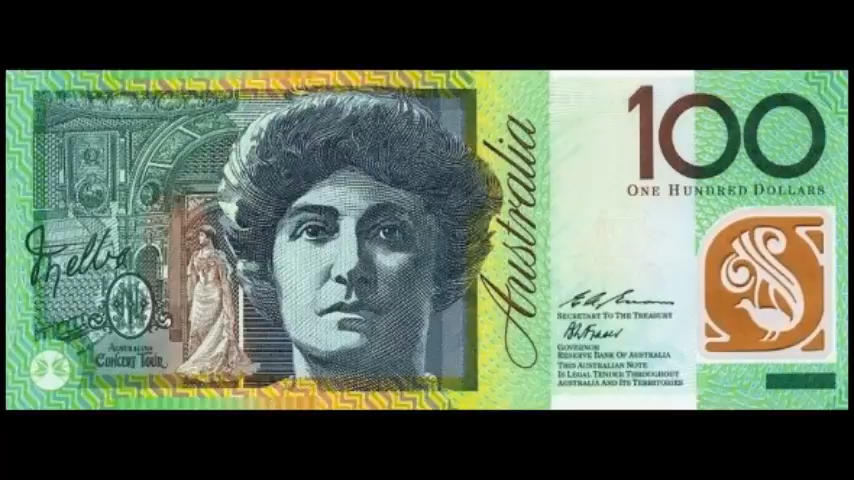 100
ONE HUNDRED DOLLARS
Australia
Melba
AUSTRALIAN
CONCERT TOUR
SECRETARY TO THE TREASURY
GOVERNOR
RESERVE BANK OF AUSTRALIA
THIS AUSTRALIAN NOTE
IS LEGAL TENDER THROUGHOUT
AUSTRALIA AND ITS TERRITORIES